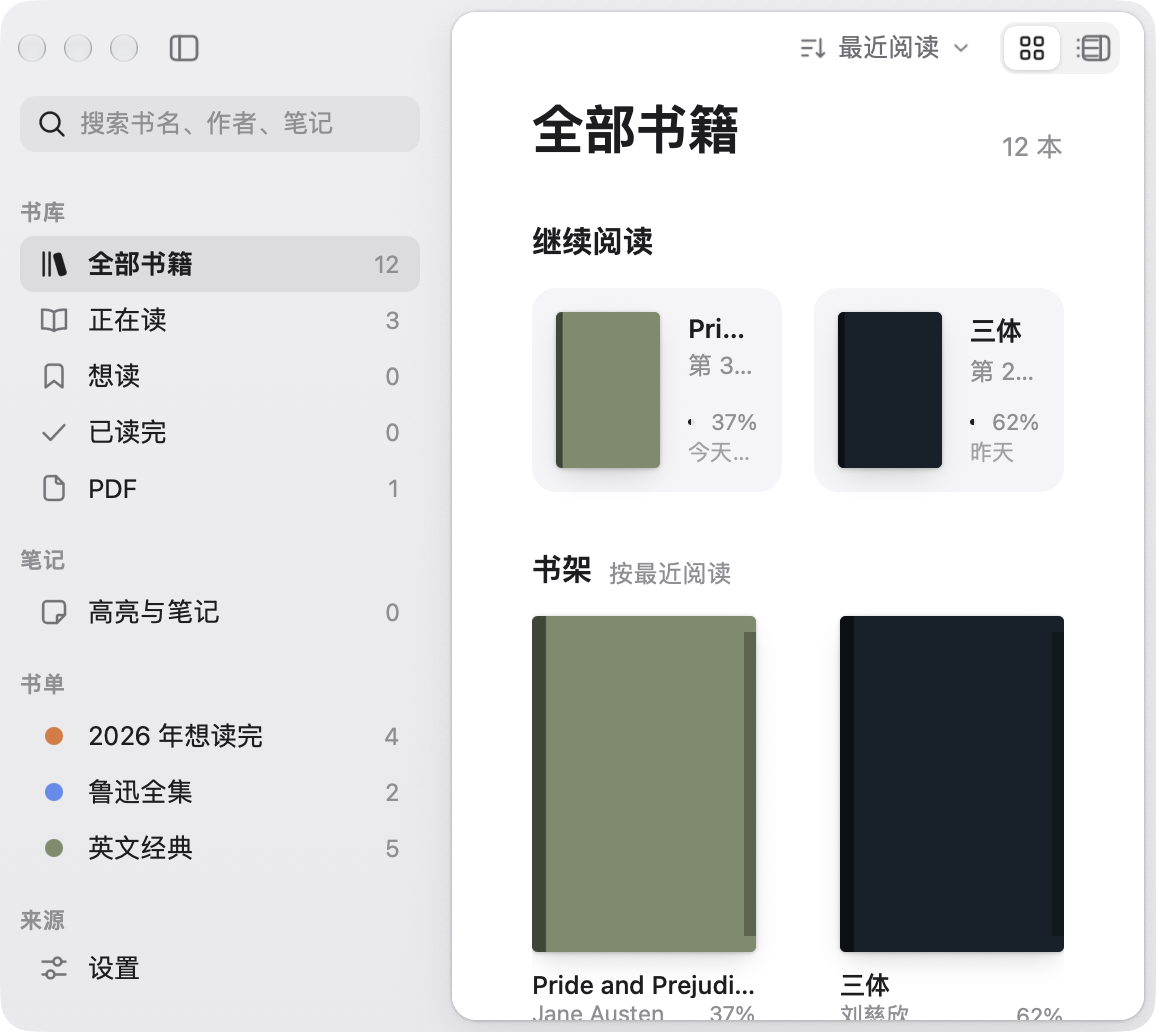 搜索书名、作者、笔记
书库
全部书籍 12
正在读 3
想读 0
已读完 0
PDF 1
笔记
高亮与笔记 0
书单
2026 年想读完 4
鲁迅全集 2
英文经典 5
来源
设置
最近阅读
全部书籍
12 本
继续阅读
Pri...
第 3...
37%
今天...
三体
第 2...
62%
昨天
书架 按最近阅读
Pride and Prejudi...
Jane Austen 37%
三体
刘慈欣 62%